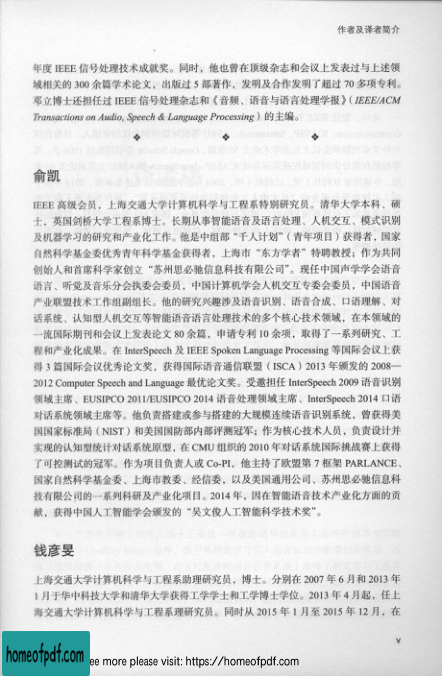 作者及译者简介
年度 IEEE 信号处理技术成就奖。同时，他也曾在顶级杂志和会议上发表过与上述领
域相关的 300 余篇学术论文，出版过 5 部著作，发明及合作发明了超过 70 多项专利。
邓立博士还担任过 IEEE 信号处理杂志和《音频、语音与语言处理学报》（IEEE/ACM
Transactions on Audio, Speech & Language Processing）的主编。
俞凯
IEEE 高级会员，上海交通大学计算机科学与工程系特别研究员。清华大学本科、硕
士，英国剑桥大学工程系博士。长期从事智能语音及语言处理、人机交互、模式识别
及机器学习的研究和产业化工作。他是中组部“千人计划”（青年项目）获得者，国家
自然科学基金委优秀青年科学基金获得者，上海市“东方学者”特聘教授；作为共同
创始人和首席科学家创立“苏州思必驰信息科技有限公司”。现任中国声学学会语音
语言、听觉及音乐分会执委会委员，中国计算机学会人机交互专委会委员，中国语音
产业联盟技术工作组副组长。他的研究兴趣涉及语音识别、语音合成、口语理解、对
话系统、认知型人机交互等智能语音语言处理技术的多个核心技术领域，在本领域的
一流国际期刊和会议上发表论文 80 余篇，申请专利 10 余项，取得了一系列研究、工
程和产业化成果。在 InterSpeech 及 IEEE Spoken Language Processing 等国际会议上获
得 3 篇国际会议优秀论文奖，获得国际语音通信联盟（ISCA）2013 年颁发的 2008—
2012 Computer Speech and Language 最优论文奖。受邀担任 InterSpeech 2009 语音识别
领域主席、EUSIPCO 2011/EUSIPCO 2014 语音处理领域主席、InterSpeech 2014 口语
对话系统领域主席等。他负责搭建或参与搭建的大规模连续语音识别系统，曾获得美
国国家标准局（NIST）和美国国防部内部评测冠军；作为核心技术人员，负责设计并
实现的认知型统计对话系统原型，在 CMU 组织的 2010 年对话系统国际挑战赛上获得
了可控测试的冠军。作为项目负责人或 Co-PI，他主持了欧盟第 7 框架 PARLANCE、
国家自然科学基金委、上海市教委、经信委，以及美国通用公司、苏州思必驰信息科
技有限公司的一系列科研及产业化项目。2014 年，因在智能语音技术产业化方面的贡
献，获得中国人工智能学会颁发的“吴文俊人工智能科学技术奖”。
钱彦旻
上海交通大学计算机科学与工程系助理研究员，博士。分别在 2007 年 6 月和 2013 年
1 月于华中科技大学和清华大学获得工学学士和工学博士学位。2013 年 4 月起，任上
海交通大学计算机科学与工程系理研究员。同时从 2015 年 1 月至 2015 年 12 月，在
v
homeofpdf.com
ee more please visit: https://homeofpdf.com